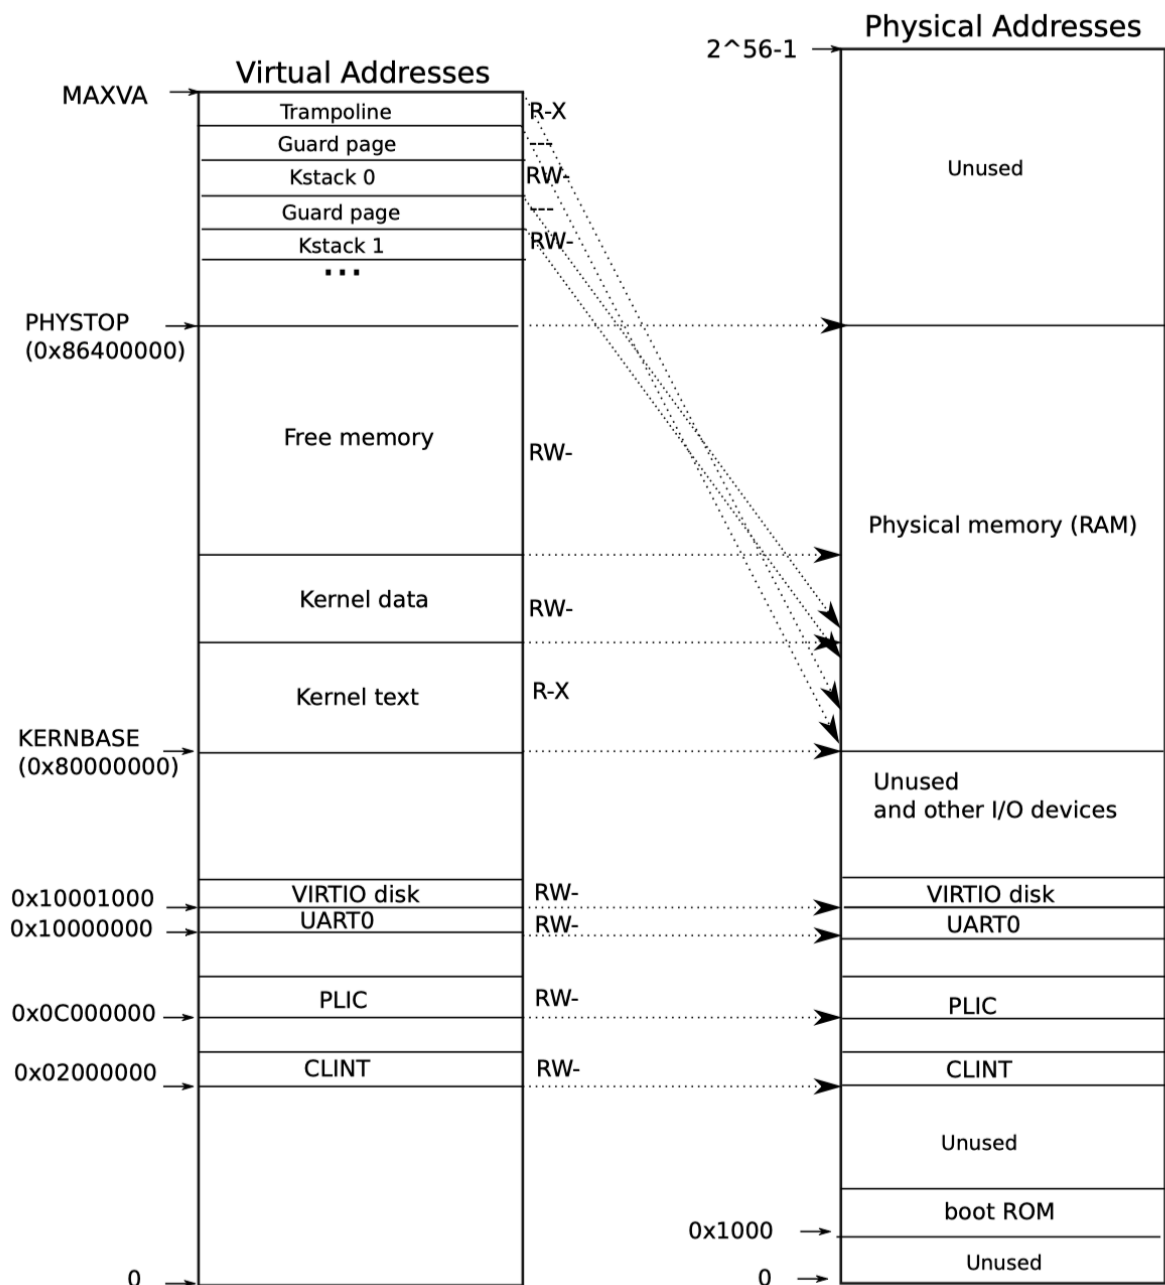 Physical Addresses
2^56-1
Virtual Addresses
MAXVA
Trampoline
R-X
Guard page
---
Kstack 0
RW-
Guard page
---
Kstack 1
RW-
...
Unused
PHYSTOP
(0x86400000)
Free memory
RW-
Physical memory (RAM)
Kernel data
RW-
Kernel text
R-X
KERNBASE
(0x80000000)
Unused
and other I/O devices
0x10001000
VIRTIO disk
RW-
VIRTIO disk
0x10000000
UART0
RW-
UART0
0x0C000000
PLIC
RW-
PLIC
0x02000000
CLINT
RW-
CLINT
Unused
boot ROM
0x1000
Unused
0
0